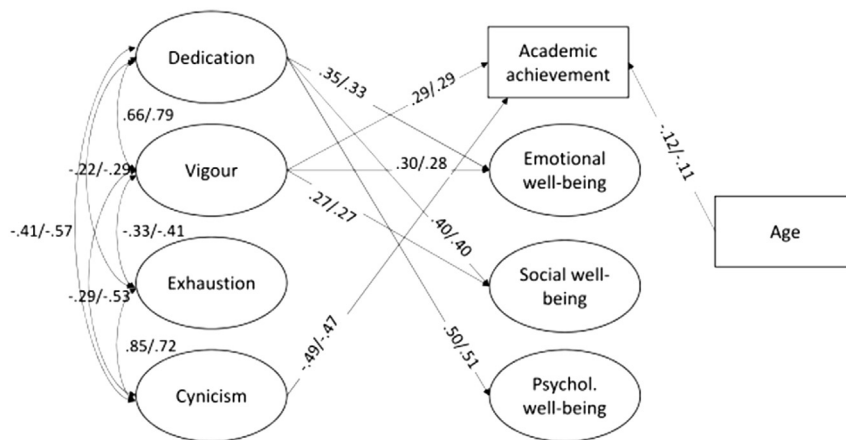 Dedication
Academic
achievement
.35/.33
.29/.29
.66/.79
-.12/-.11
Vigour
.30/.28
Emotional
well-being
-.22/-.29
.27/.27
-.41/-.57
-.33/-.41
.40/.40
Age
Exhaustion
Social well-
being
-.29/-.53
-.49/-.47
.50/.51
.85/.72
Cynicism
Psychol.
well-being